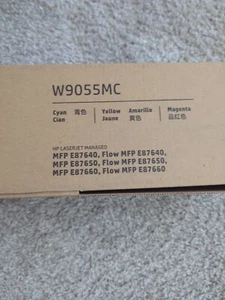 W9055MC
Cyan 青色 Yellow Amarillo Magenta
Cian Jaune 黄色 品红色
HP LASERJET MANAGED
MFP E87640, Flow MFP E87640,
MFP E87650, Flow MFP E87650,
MFP E87660, Flow MFP E87660